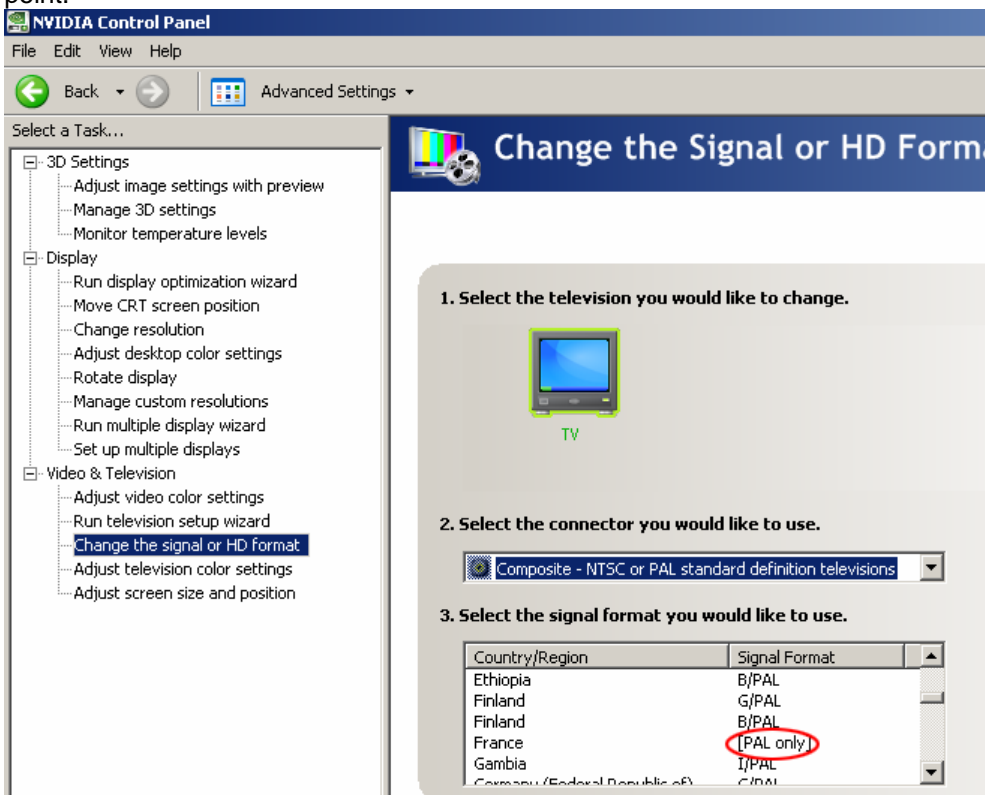 point.
NVIDIA Control Panel
File Edit View Help
Back Advanced Settings
Select a Task...
3D Settings
Adjust image settings with preview
Manage 3D settings
Monitor temperature levels
Display
Run display optimization wizard
Move CRT screen position
Change resolution
Adjust desktop color settings
Rotate display
Manage custom resolutions
Run multiple display wizard
Set up multiple displays
Video & Television
Adjust video color settings
Run television setup wizard
Change the signal or HD format
Adjust television color settings
Adjust screen size and position
Change the Signal or HD Forma
1. Select the television you would like to change.
TV
2. Select the connector you would like to use.
Composite - NTSC or PAL standard definition televisions
3. Select the signal format you would like to use.
Country/Region Signal Format
Ethiopia B/PAL
Finland G/PAL
Finland B/PAL
France [PAL only]
Gambia I/PAL
Germany (Federal Republic of) G/PAL